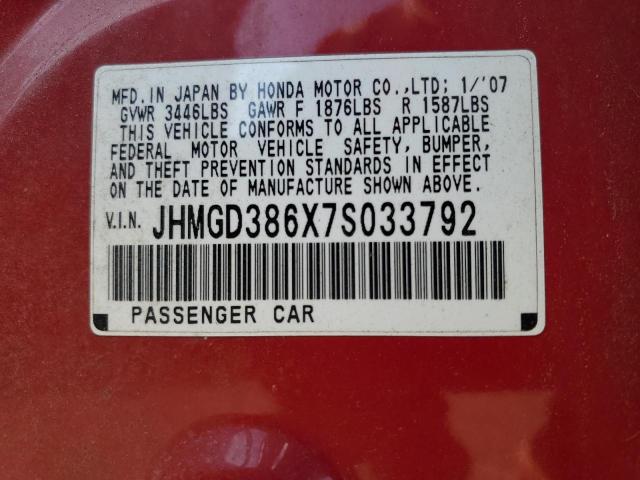 MFD. IN JAPAN BY HONDA MOTOR CO.,LTD; 1/'07
GVWR 3446LBS GAWR F 1876LBS R 1587LBS
THIS VEHICLE CONFORMS TO ALL APPLICABLE
FEDERAL MOTOR VEHICLE SAFETY, BUMPER,
AND THEFT PREVENTION STANDARDS IN EFFECT
ON THE DATE OF MANUFACTURE SHOWN ABOVE.
V.I.N. JHMGD386X7S033792
PASSENGER CAR